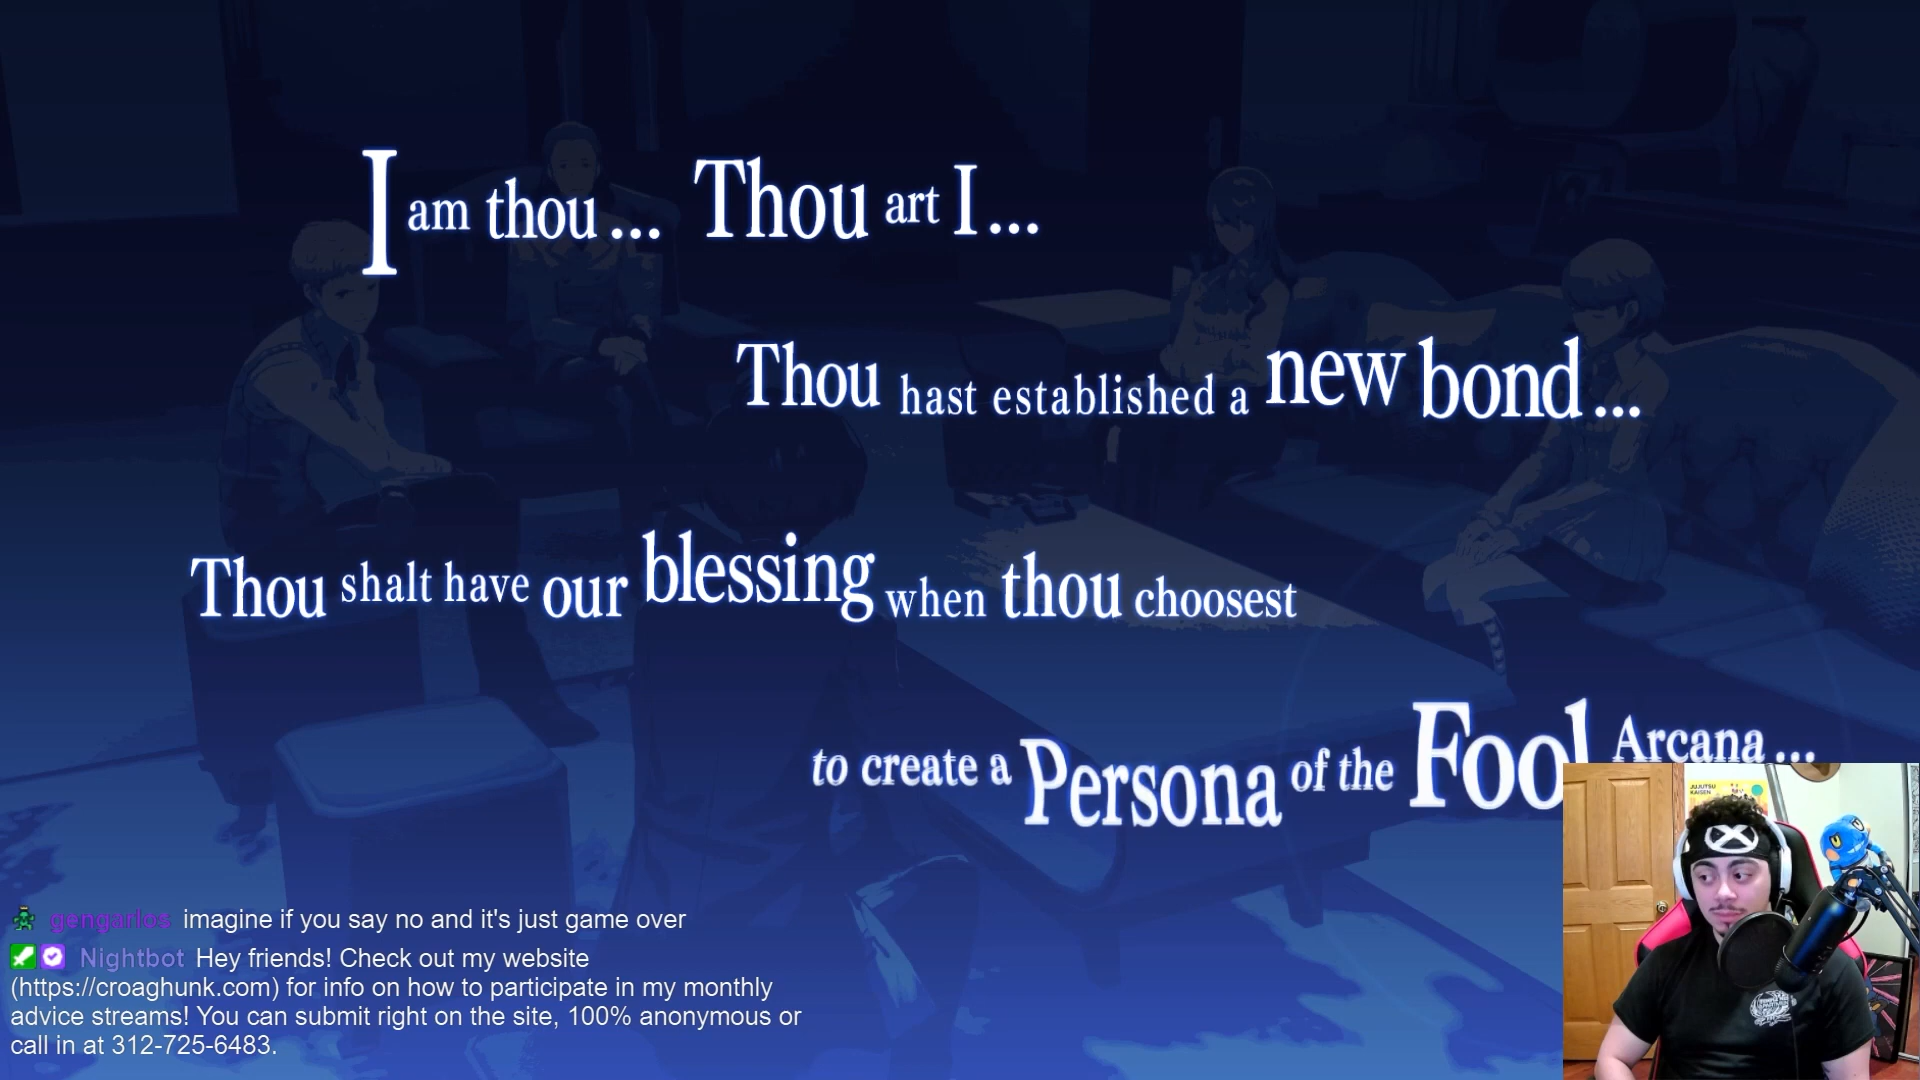 I am thou... Thou art I...
Thou hast established a new bond...
Thou shalt have our blessing when thou choosest
to create a Persona of the Fool Arcana...
JUJUTSU
KAISEN
gengarlos imagine if you say no and it's just game over
Nightbot Hey friends! Check out my website
(https://croaghunk.com) for info on how to participate in my monthly
advice streams! You can submit right on the site, 100% anonymous or
call in at 312-725-6483.